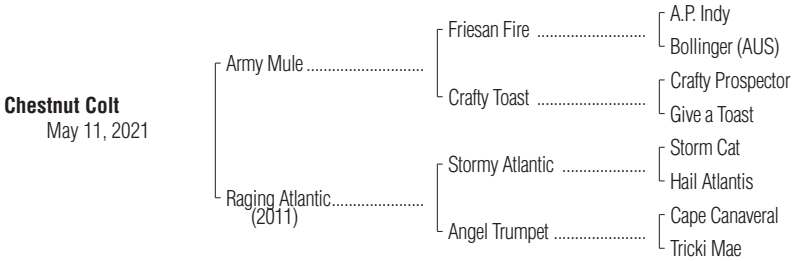 A.P. Indy
Friesan Fire ..........................
Bollinger (AUS)
Army Mule ............................
Crafty Prospector
Crafty Toast ..........................
Give a Toast
Chestnut Colt
May 11, 2021
Storm Cat
Stormy Atlantic ....................
Hail Atlantis
Raging Atlantic......................
(2011)
Cape Canaveral
Angel Trumpet ......................
Tricki Mae